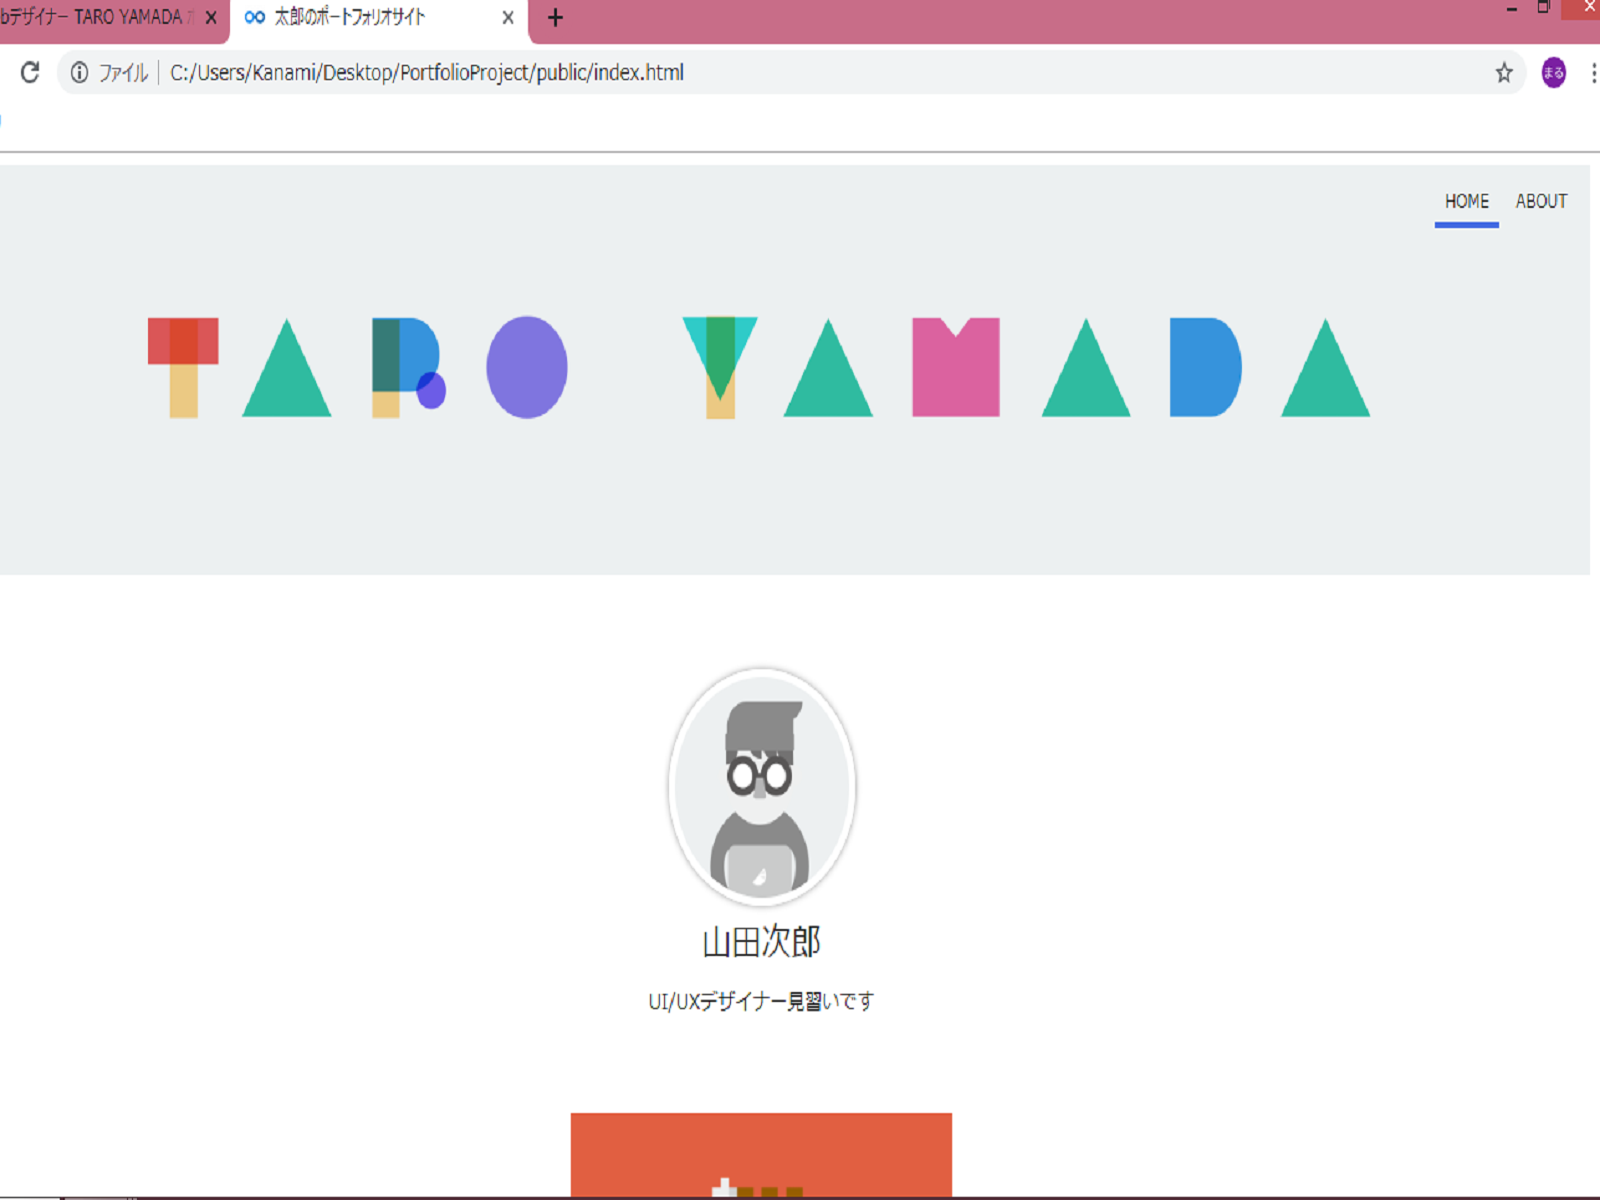 bデザイナー TARO YAMADA
太郎のポートフォリオサイト
ファイル C:/Users/Kanami/Desktop/PortfolioProject/public/index.html
まる
HOME ABOUT
TARO YAMADA
山田次郎
UI/UXデザイナー見習いです